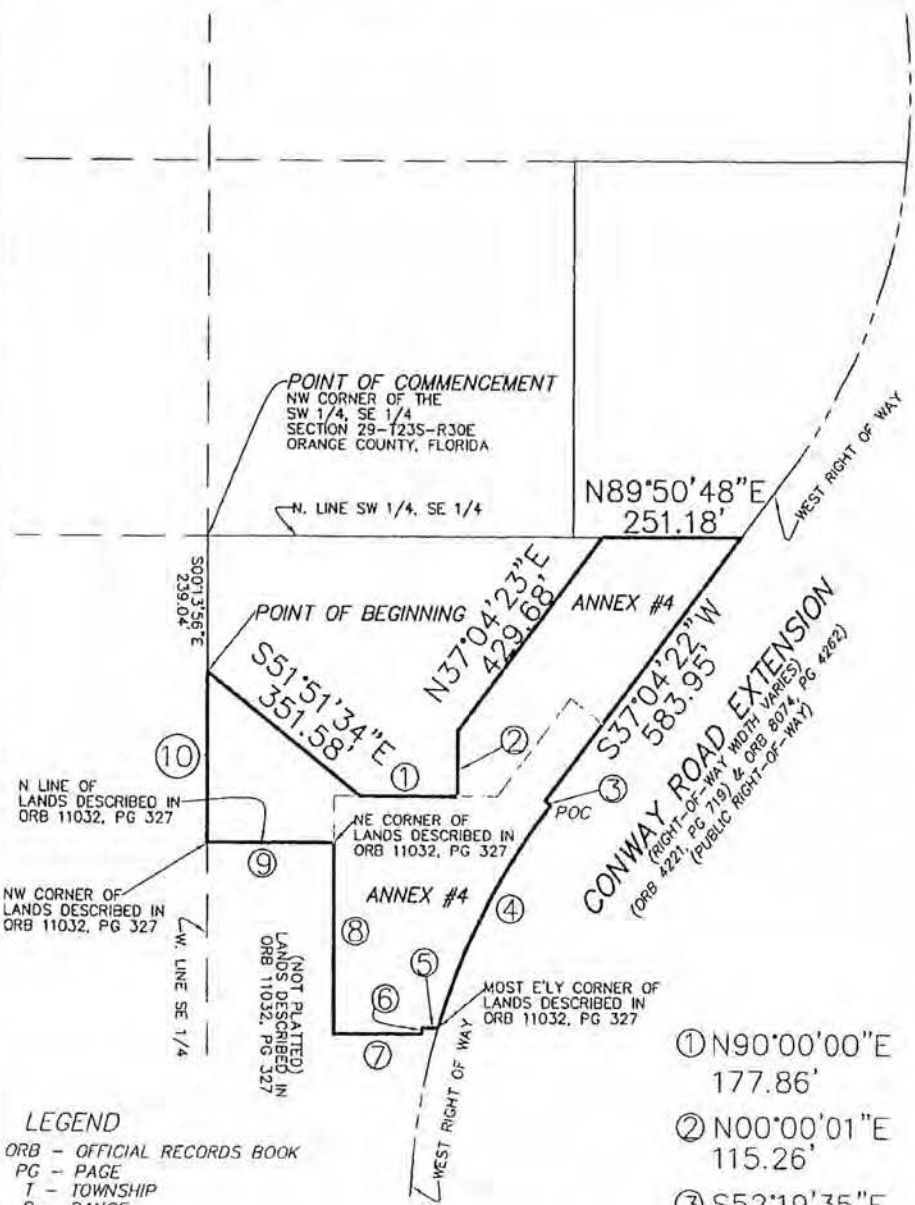 POINT OF COMMENCEMENT
NW CORNER OF THE
SW 1/4, SE 1/4
SECTION 29-T23S-R30E
ORANGE COUNTY, FLORIDA
N. LINE SW 1/4, SE 1/4
N89°50'48"E
251.18'
WEST RIGHT OF WAY
S00°13'56"E
239.04'
POINT OF BEGINNING
S51°51'34"E
351.58'
N37°04'23"E
429.68'
ANNEX #4
S37°04'22"W
583.95'
CONWAY ROAD EXTENSION
(RIGHT-OF-WAY WIDTH VARIES)
(ORB 4221, PG 719) & ORB 8074, PG 4262)
(PUBLIC RIGHT-OF-WAY)
①
②
③
POC
⑩
N LINE OF
LANDS DESCRIBED IN
ORB 11032, PG 327
NE CORNER OF
LANDS DESCRIBED IN
ORB 11032, PG 327
⑨
NW CORNER OF
LANDS DESCRIBED IN
ORB 11032, PG 327
ANNEX #4
④
⑧
W. LINE SE 1/4
(NOT PLATTED)
LANDS DESCRIBED IN
ORB 11032, PG 327
⑤
⑥
⑦
MOST E'LY CORNER OF
LANDS DESCRIBED IN
ORB 11032, PG 327
WEST RIGHT OF WAY
① N90°00'00"E
177.86'
② N00°00'01"E
115.26'
③ S52°19'35"E
LEGEND
ORB - OFFICIAL RECORDS BOOK
PG - PAGE
T - TOWNSHIP
R - RANGE